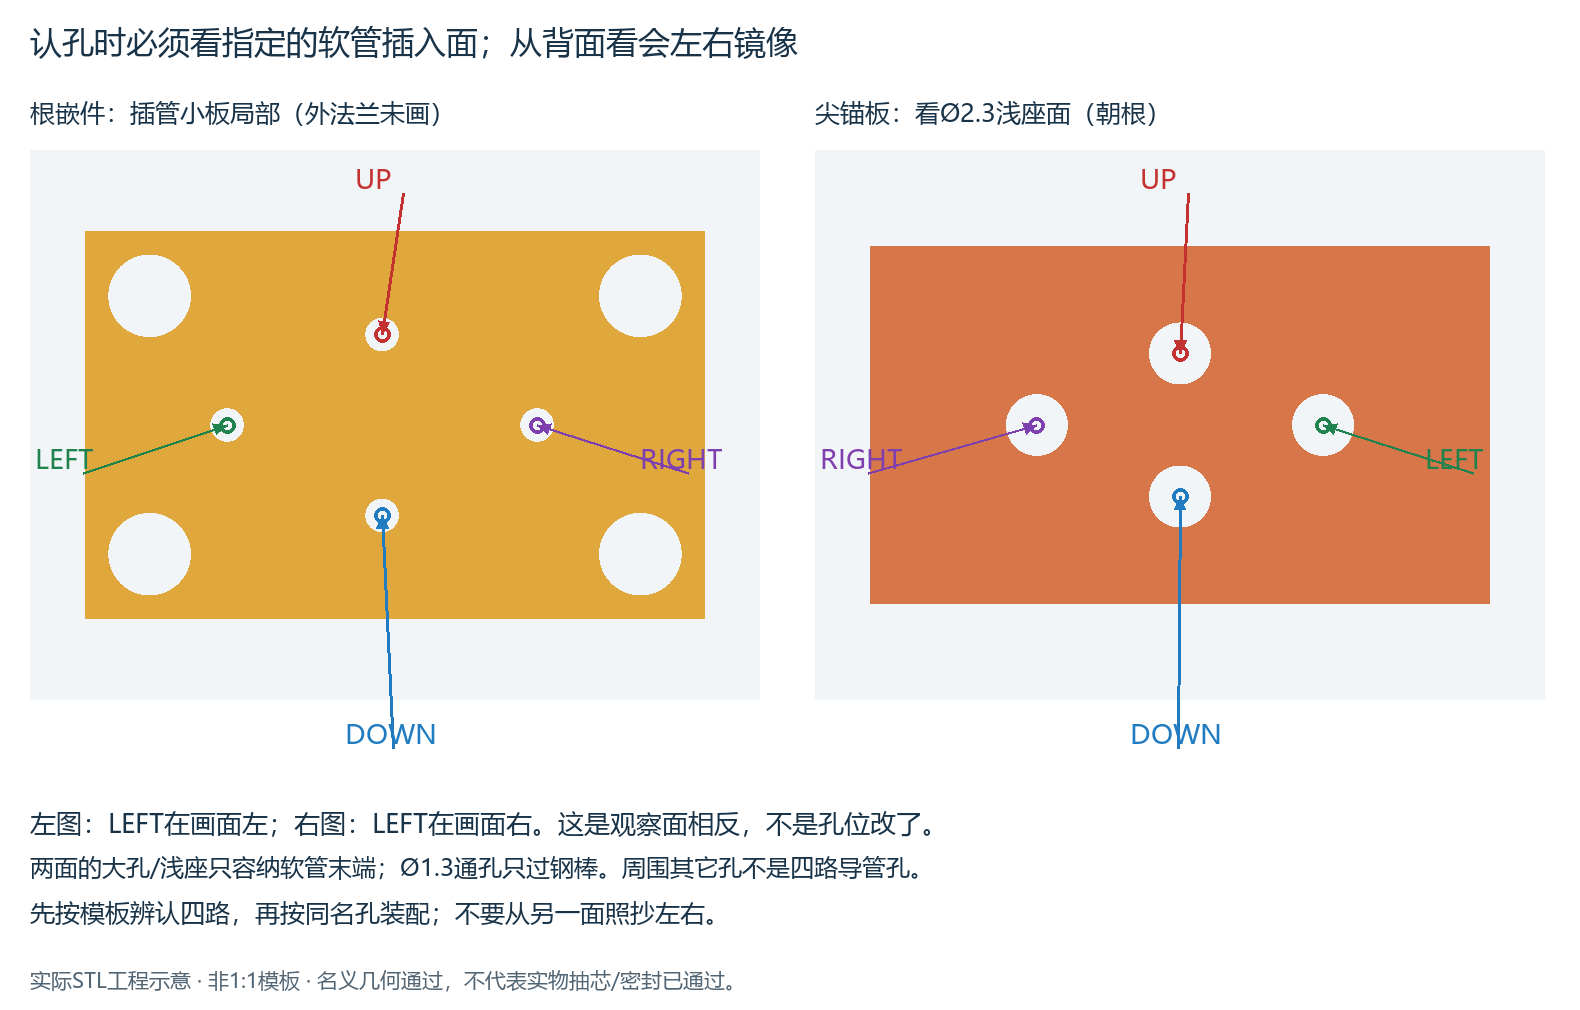 认孔时必须看指定的软管插入面；从背面看会左右镜像
根嵌件：插管小板局部（外法兰未画）
尖锚板：看Ø2.3浅座面（朝根）
UP
LEFT
RIGHT
DOWN
UP
RIGHT
LEFT
DOWN
左图：LEFT在画面左；右图：LEFT在画面右。这是观察面相反，不是孔位改了。
两面的大孔/浅座只容纳软管末端；Ø1.3通孔只过钢棒。周围其它孔不是四路导管孔。
先按模板辨认四路，再按同名孔装配；不要从另一面照抄左右。
实际STL工程示意 · 非1:1模板 · 名义几何通过，不代表实物抽芯/密封已通过。